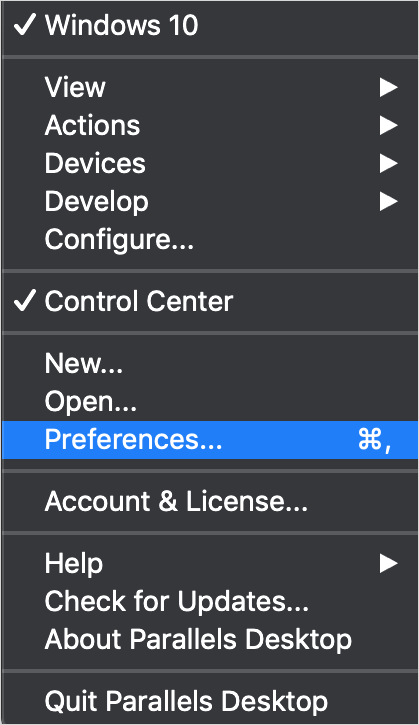 ✓ Windows 10
View ▶
Actions ▶
Devices ▶
Develop ▶
Configure...
✓ Control Center
New...
Open...
Preferences... ⌘,
Account & License...
Help ▶
Check for Updates...
About Parallels Desktop
Quit Parallels Desktop